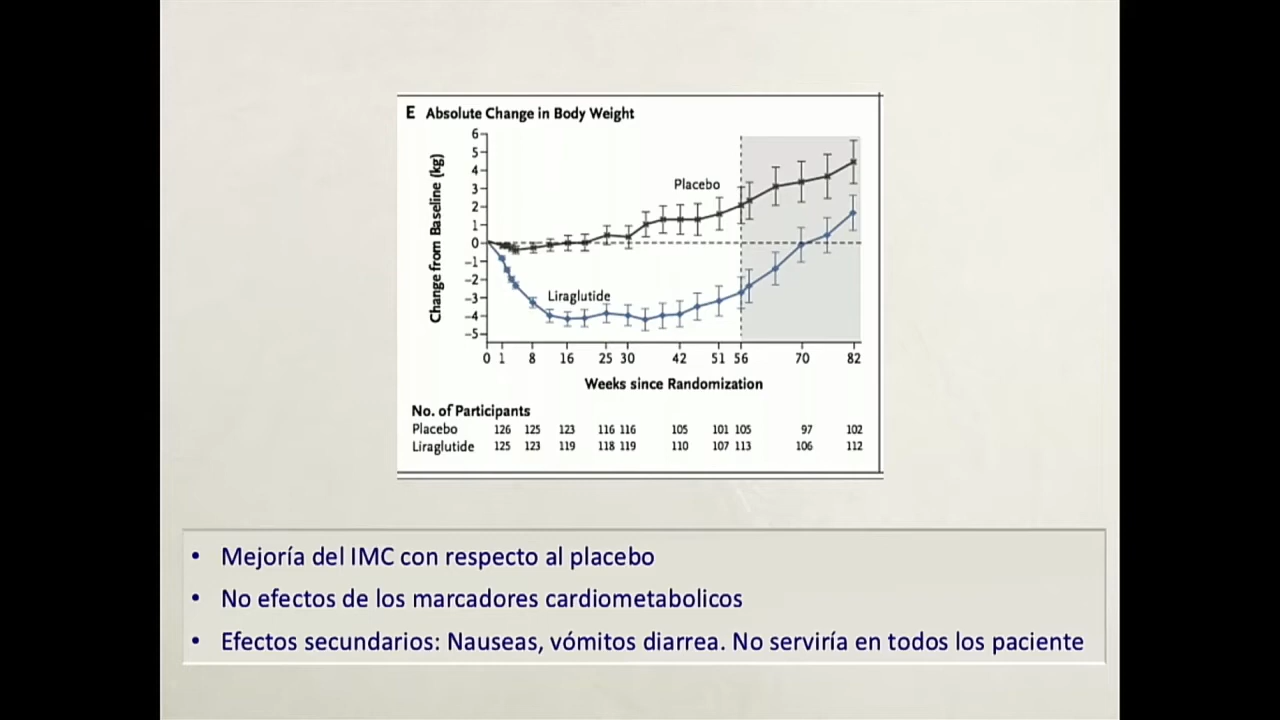 E Absolute Change in Body Weight
Change from Baseline (kg)
6
5
4
3
2
1
0
-1
-2
-3
-4
-5
Placebo
Liraglutide
0 1 8 16 25 30 42 51 56 70 82
Weeks since Randomization
No. of Participants
Placebo 126 125 123 116 116 105 101 105 97 102
Liraglutide 125 123 119 118 119 110 107 113 106 112
• Mejoría del IMC con respecto al placebo
• No efectos de los marcadores cardiometabolicos
• Efectos secundarios: Nauseas, vómitos diarrea. No serviría en todos los paciente